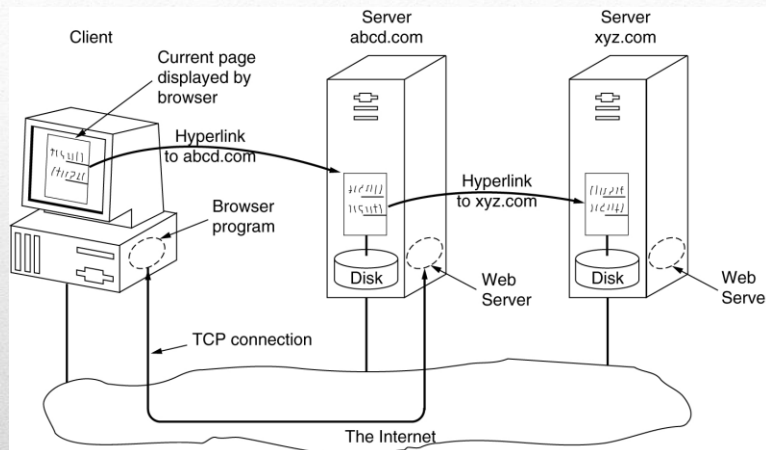 Client
Server
abcd.com
Server
xyz.com
Current page
displayed by
browser
Hyperlink
to abcd.com
Hyperlink
to xyz.com
Browser
program
Disk
Web
Server
Disk
Web
Serve
TCP connection
The Internet